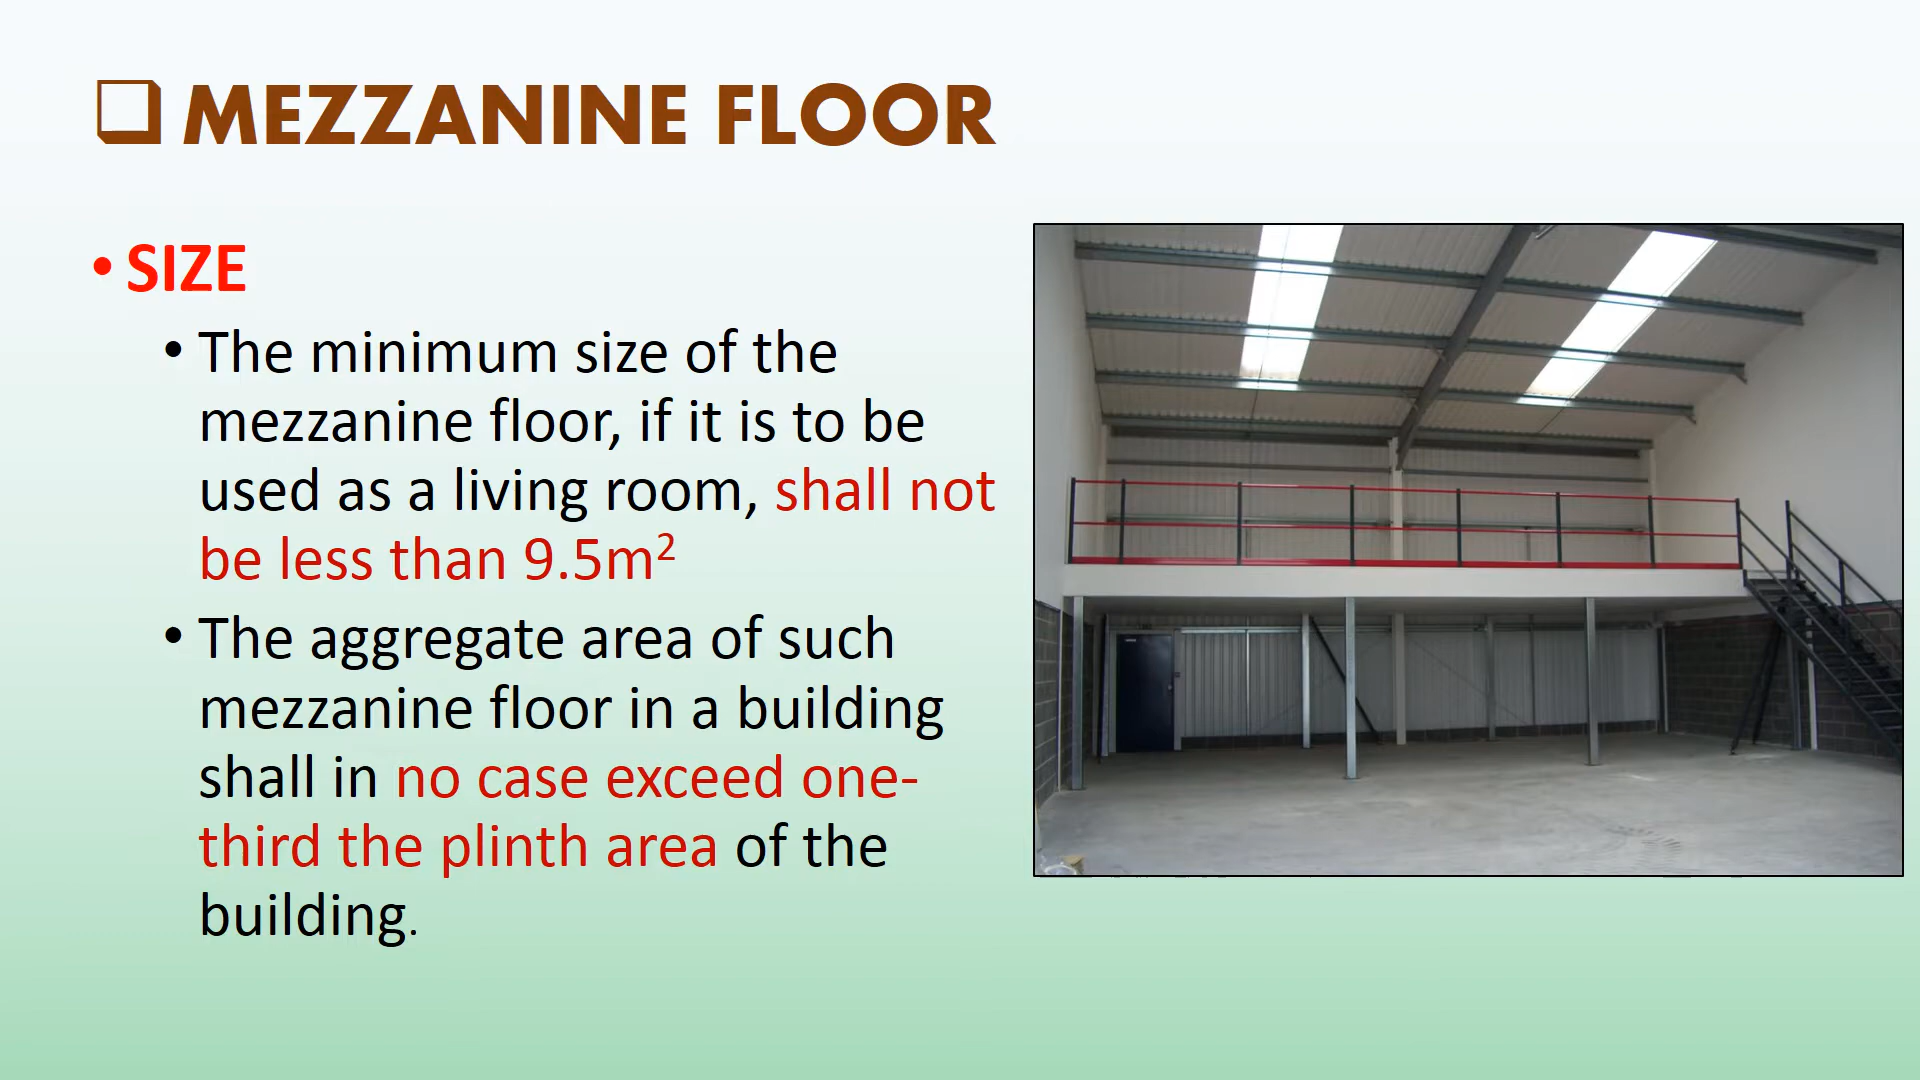 ❑ MEZZANINE FLOOR
• SIZE
• The minimum size of the
mezzanine floor, if it is to be
used as a living room, shall not
be less than 9.5m²
• The aggregate area of such
mezzanine floor in a building
shall in no case exceed one-
third the plinth area of the
building.